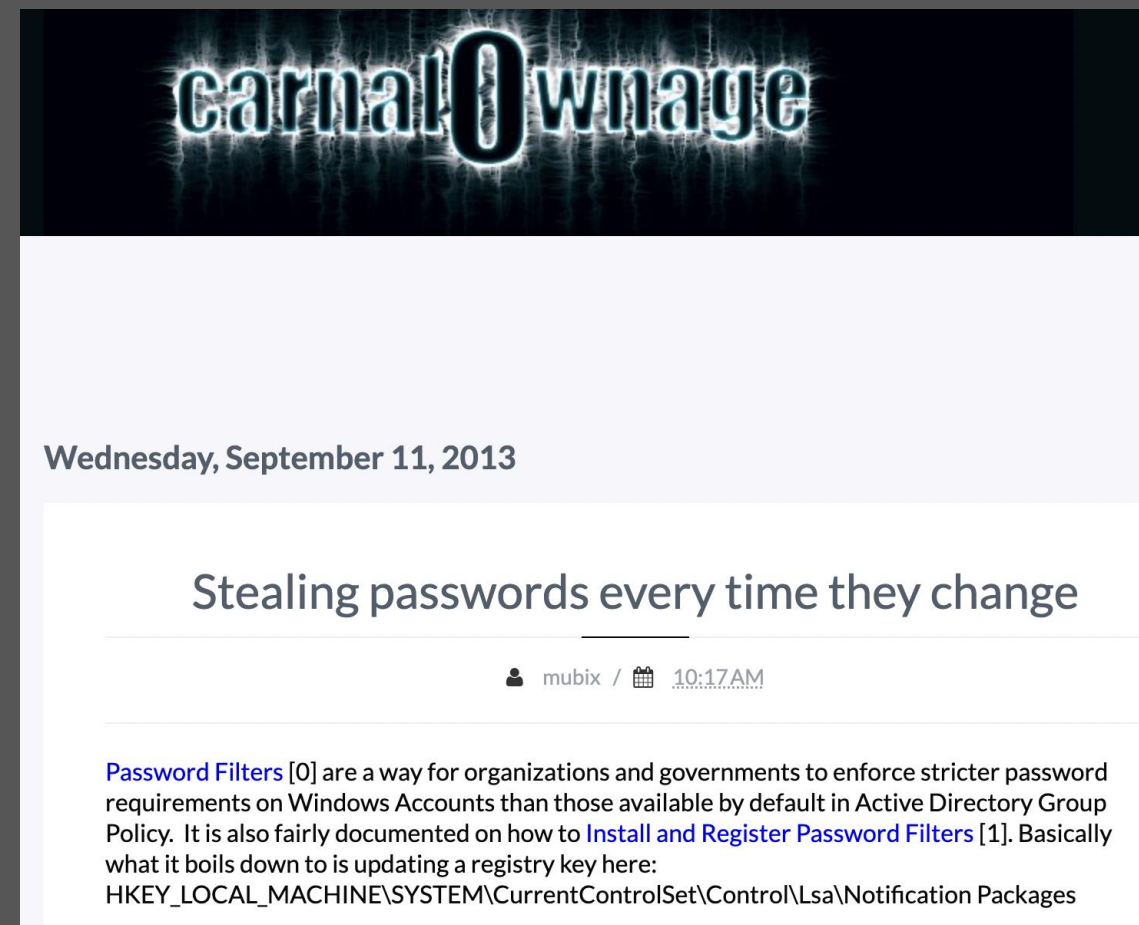 carnalOwnage
Wednesday, September 11, 2013
Stealing passwords every time they change
mubix / 10:17 AM
Password Filters [0] are a way for organizations and governments to enforce stricter password
requirements on Windows Accounts than those available by default in Active Directory Group
Policy.  It is also fairly documented on how to Install and Register Password Filters [1]. Basically
what it boils down to is updating a registry key here:
HKEY_LOCAL_MACHINE\SYSTEM\CurrentControlSet\Control\Lsa\Notification Packages